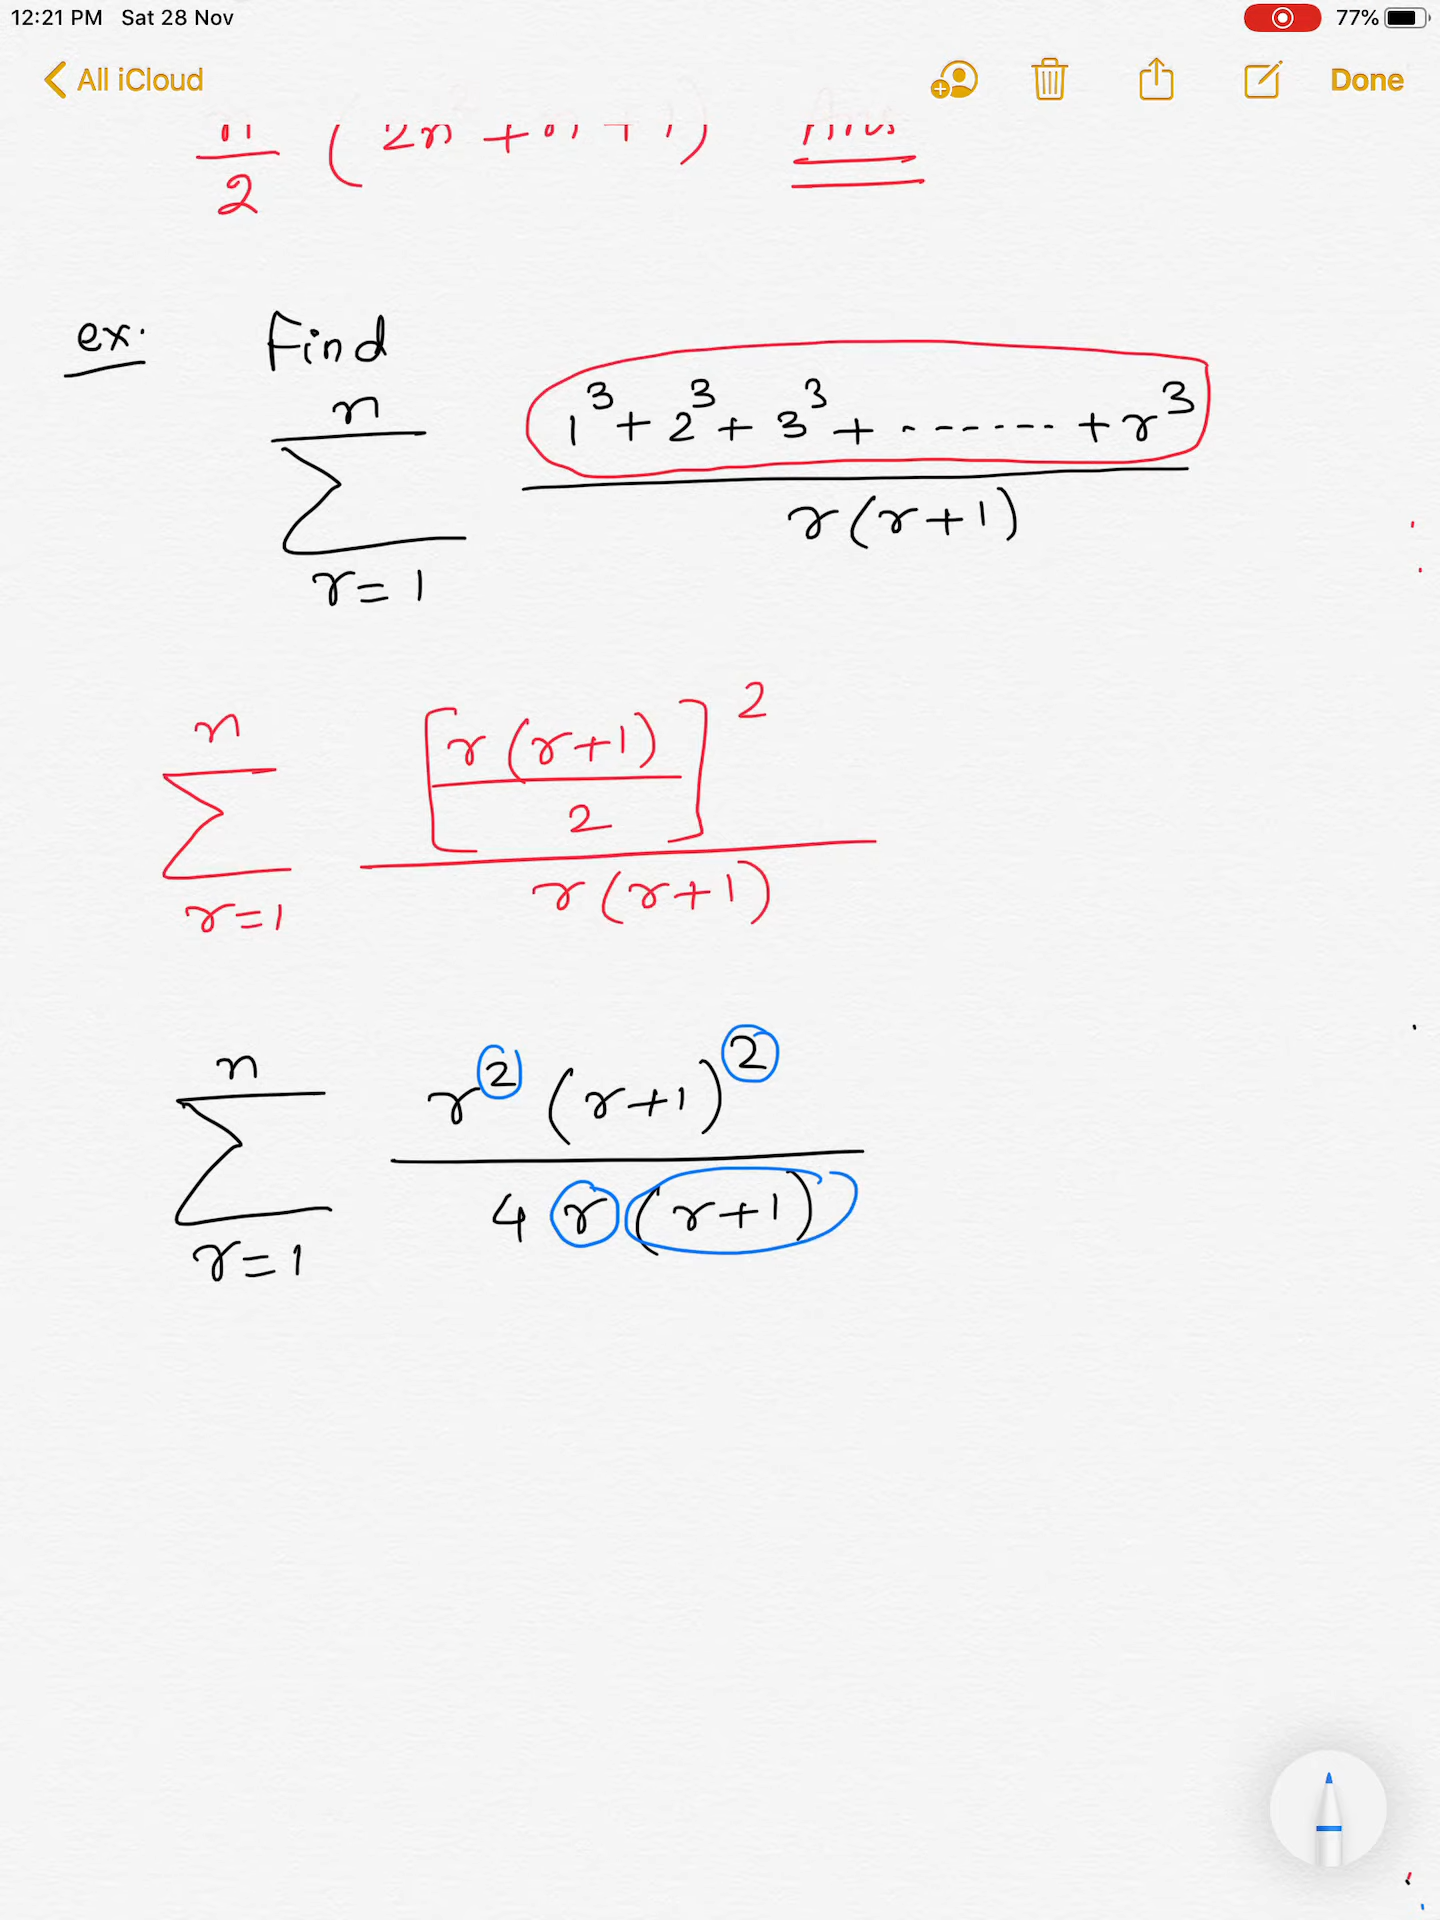 12:21 PM Sat 28 Nov 77%
All iCloud Done
2
ex. Find
n
1³ + 2³ + 3³ + ------ + r³
Σ
r(r+1)
r=1
n
[r(r+1)/2]²
Σ
r(r+1)
r=1
n
r² (r+1)²
Σ
4 r (r+1)
r=1